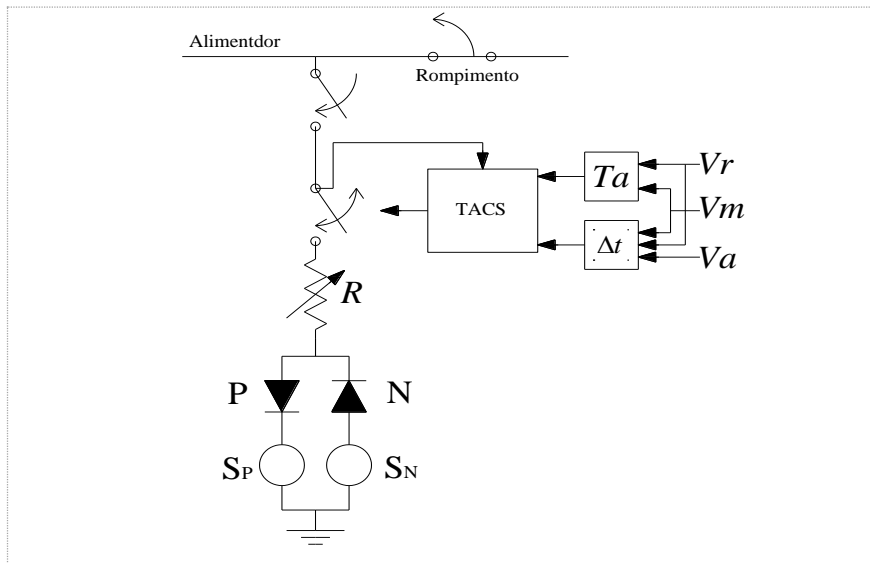 Alimentdor
Rompimento
Ta
Vr
TACS
Vm
Δt
Va
R
P
N
SP
SN